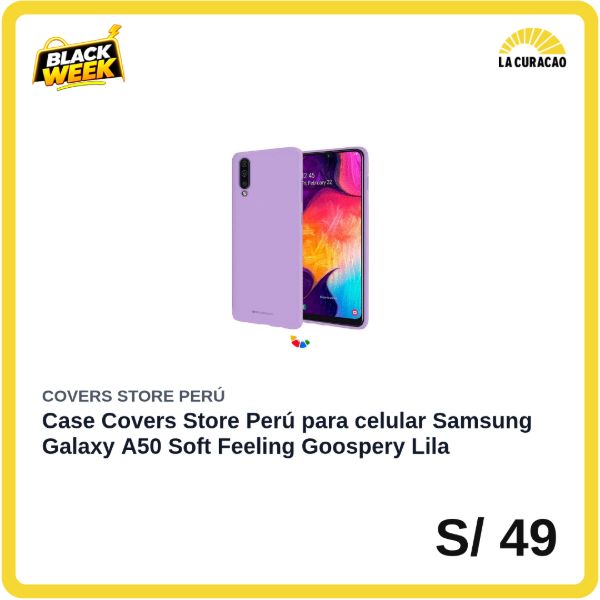 BLACK
WEEK
LA CURACAO
COVERS STORE PERÚ
Case Covers Store Perú para celular Samsung
Galaxy A50 Soft Feeling Goospery Lila
S/ 49